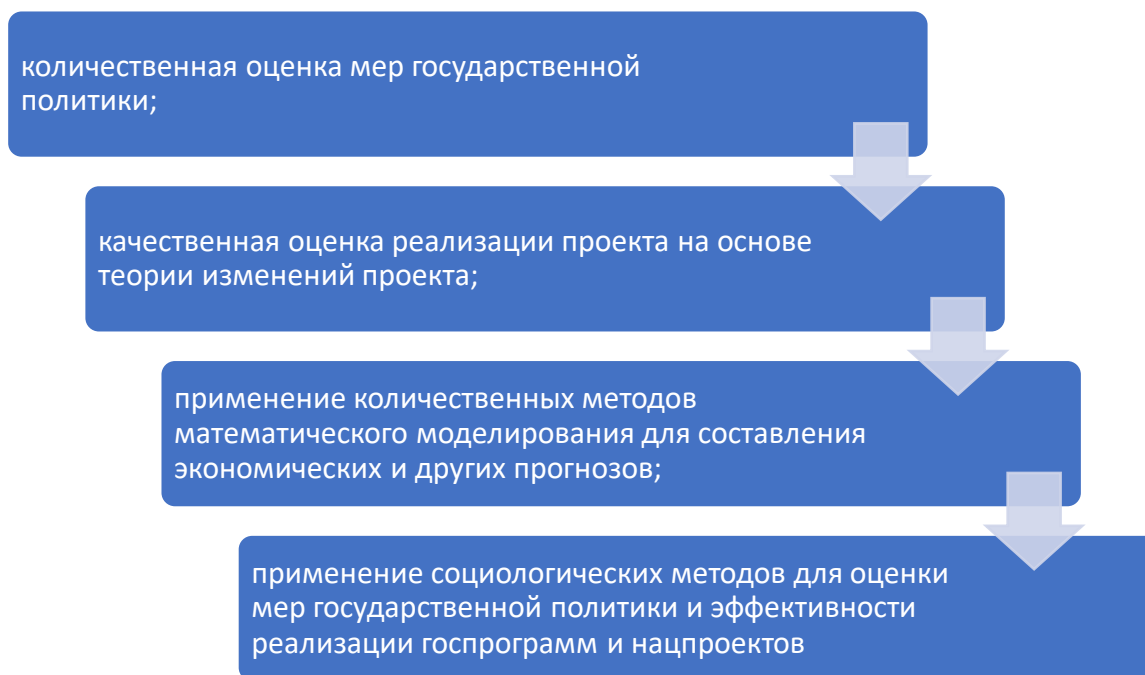 количественная оценка мер государственной
политики;
качественная оценка реализации проекта на основе
теории изменений проекта;
применение количественных методов
математического моделирования для составления
экономических и других прогнозов;
применение социологических методов для оценки
мер государственной политики и эффективности
реализации госпрограмм и нацпроектов